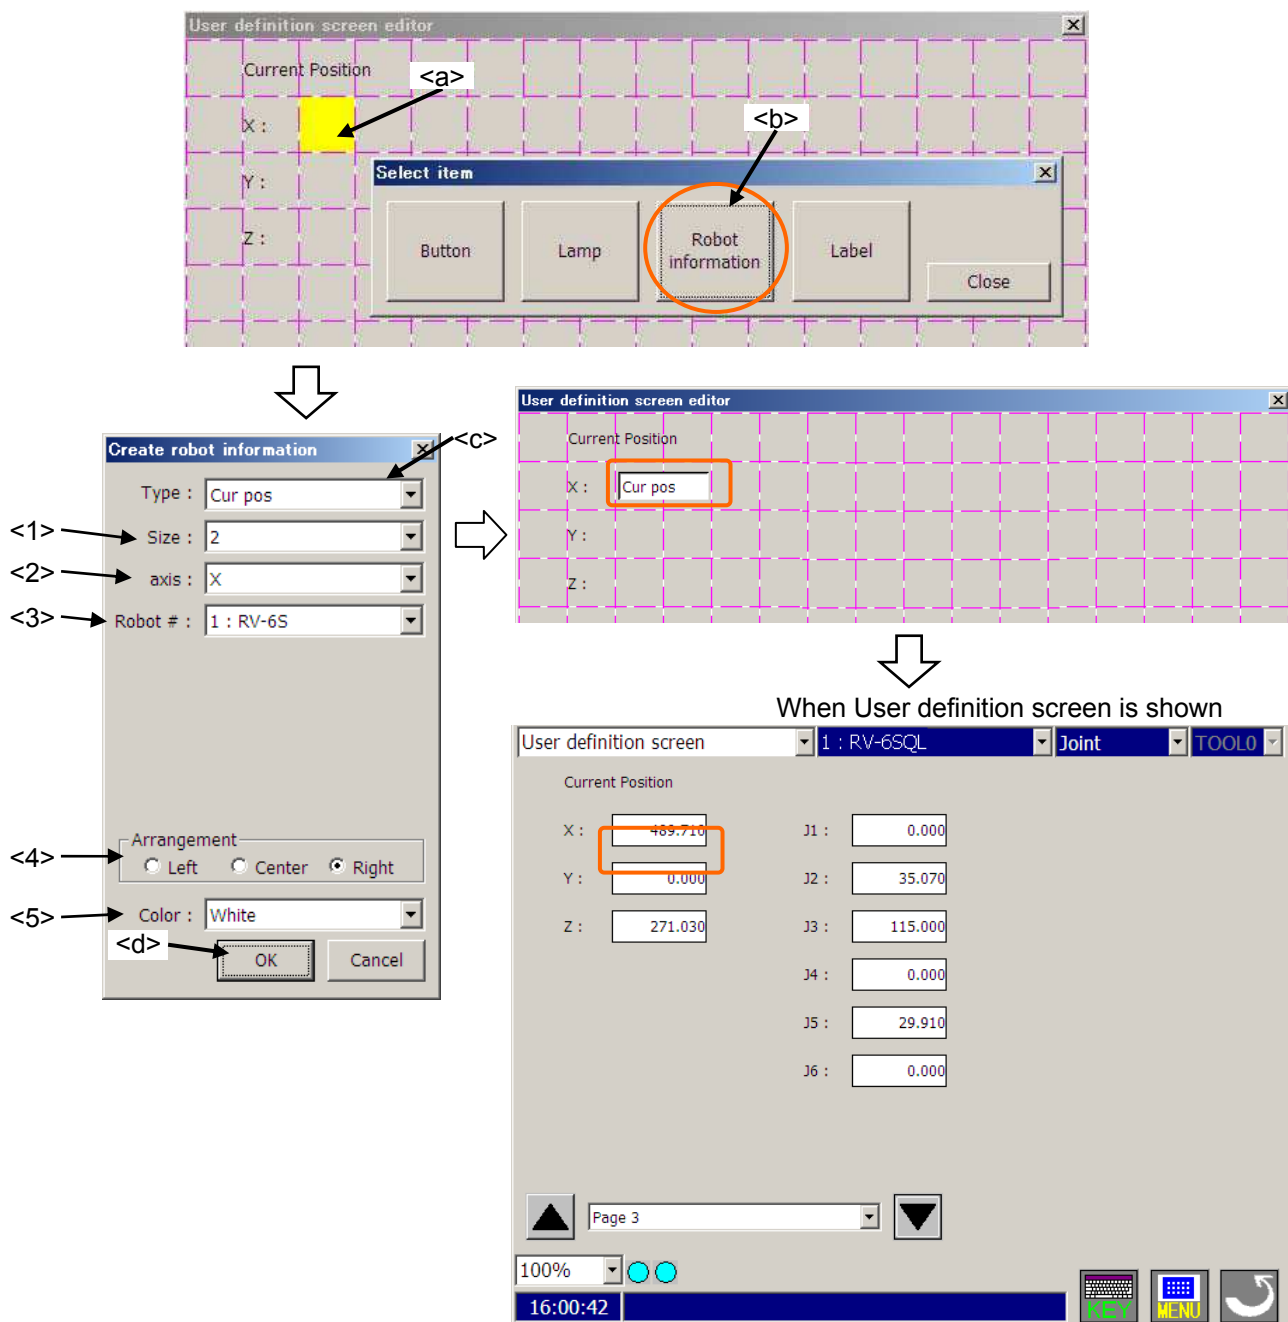 User definition screen editor
Current Position
<a>
X :
<b>
Y :
Select item
Z :
Button
Lamp
Robot
information
Label
Close
Create robot information
<c>
Type : Cur pos
<1> Size : 2
<2> axis : X
<3> Robot # : 1 : RV-6S
Arrangement
<4> Left Center Right
<5> Color : White
<d> OK Cancel
User definition screen editor
Current Position
X : Cur pos
Y :
Z :
When User definition screen is shown
User definition screen 1 : RV-6SQL Joint TOOL0
Current Position
X : 489.710 J1 : 0.000
Y : 0.000 J2 : 35.070
Z : 271.030 J3 : 115.000
J4 : 0.000
J5 : 29.910
J6 : 0.000
Page 3
100%
16:00:42
KEY MENU